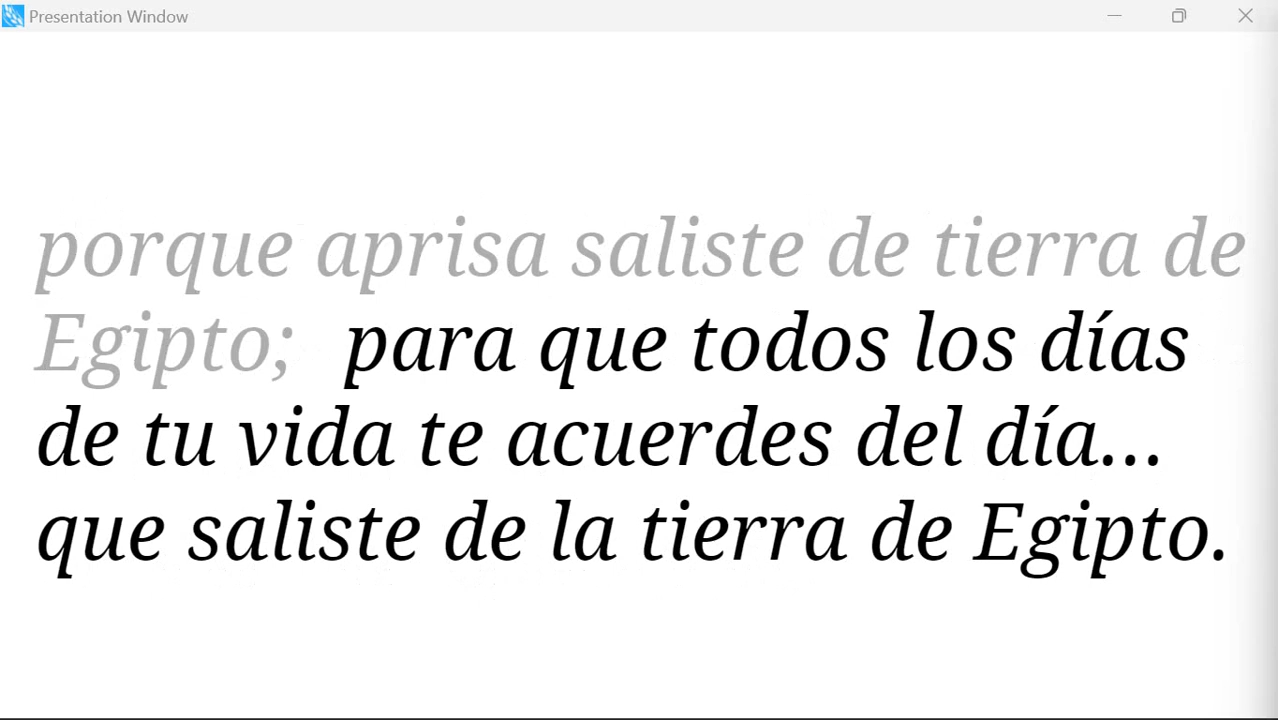 Presentation Window
porque aprisa saliste de tierra de
Egipto; para que todos los días
de tu vida te acuerdes del día...
que saliste de la tierra de Egipto.